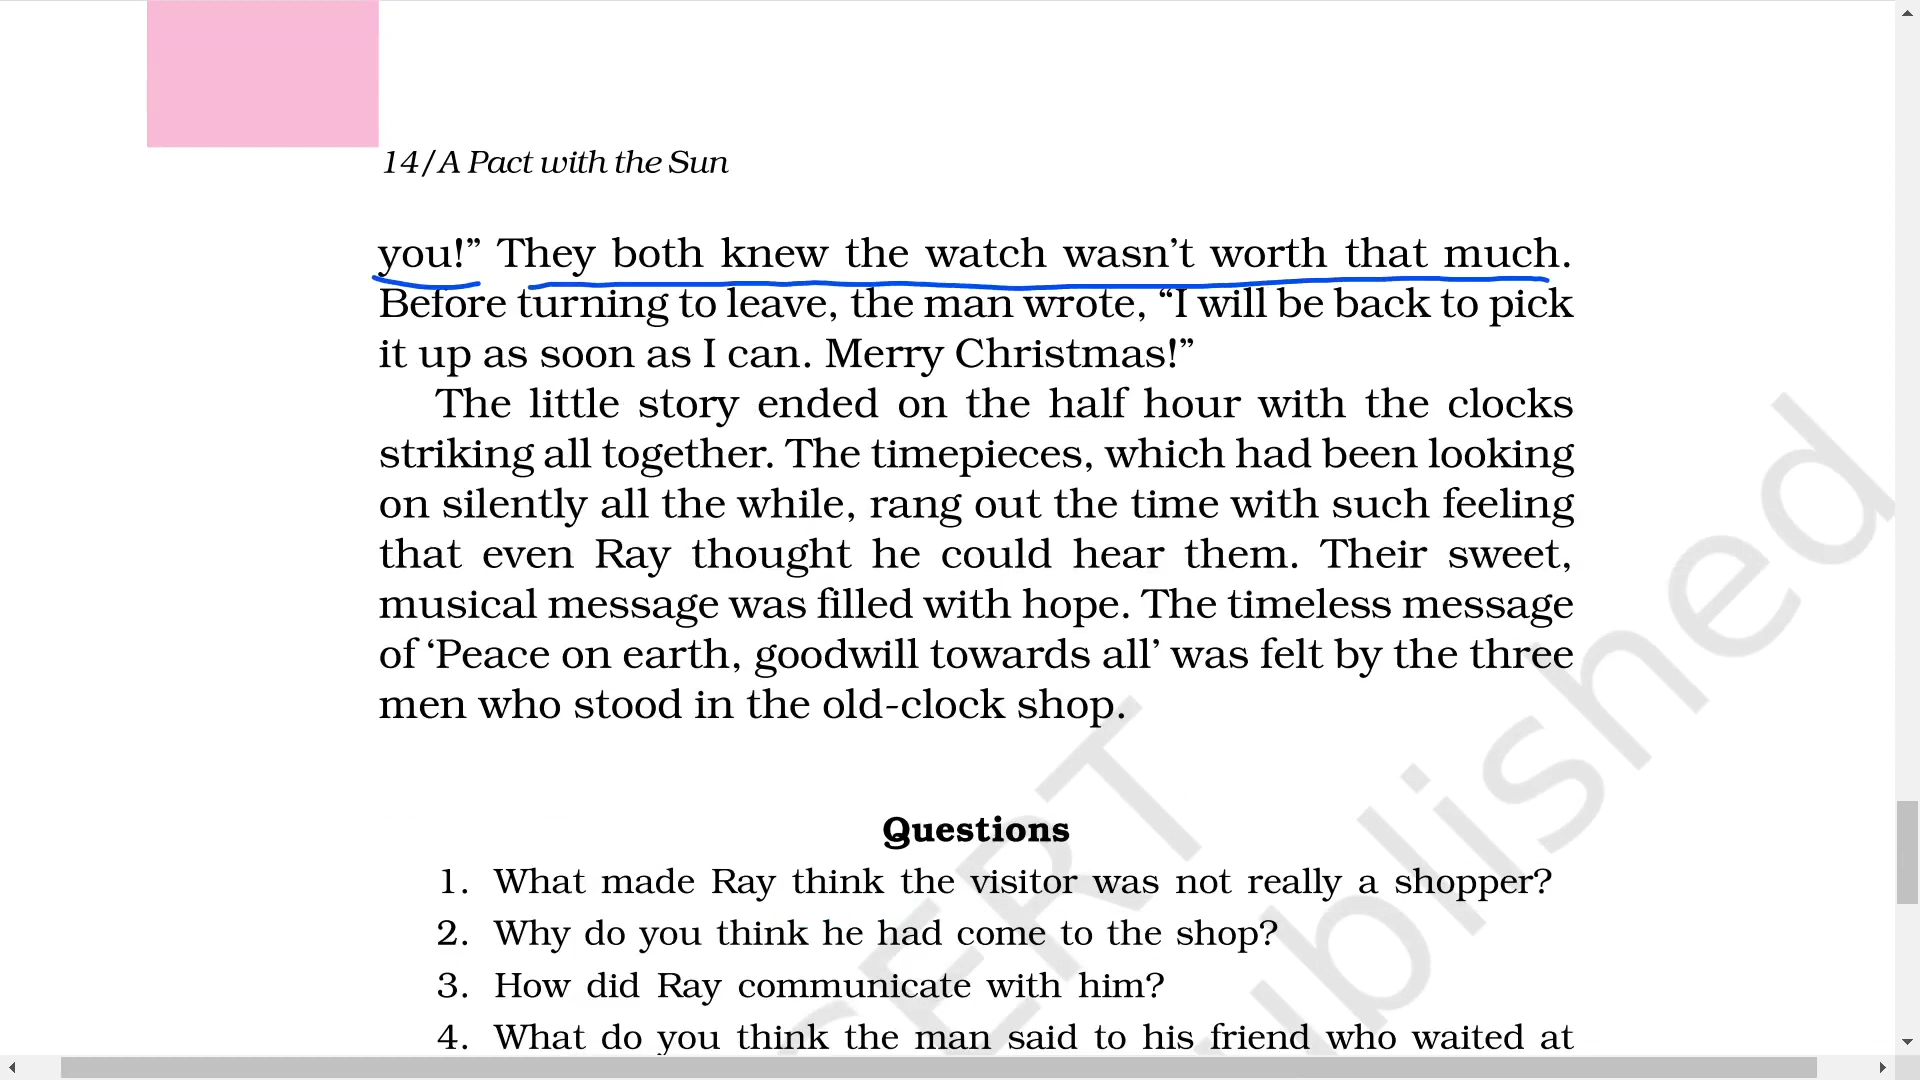 14/A Pact with the Sun
you!” They both knew the watch wasn’t worth that much.
Before turning to leave, the man wrote, “I will be back to pick
it up as soon as I can. Merry Christmas!”
The little story ended on the half hour with the clocks
striking all together. The timepieces, which had been looking
on silently all the while, rang out the time with such feeling
that even Ray thought he could hear them. Their sweet,
musical message was filled with hope. The timeless message
of ‘Peace on earth, goodwill towards all’ was felt by the three
men who stood in the old-clock shop.
Questions
1. What made Ray think the visitor was not really a shopper?
2. Why do you think he had come to the shop?
3. How did Ray communicate with him?
4. What do you think the man said to his friend who waited at